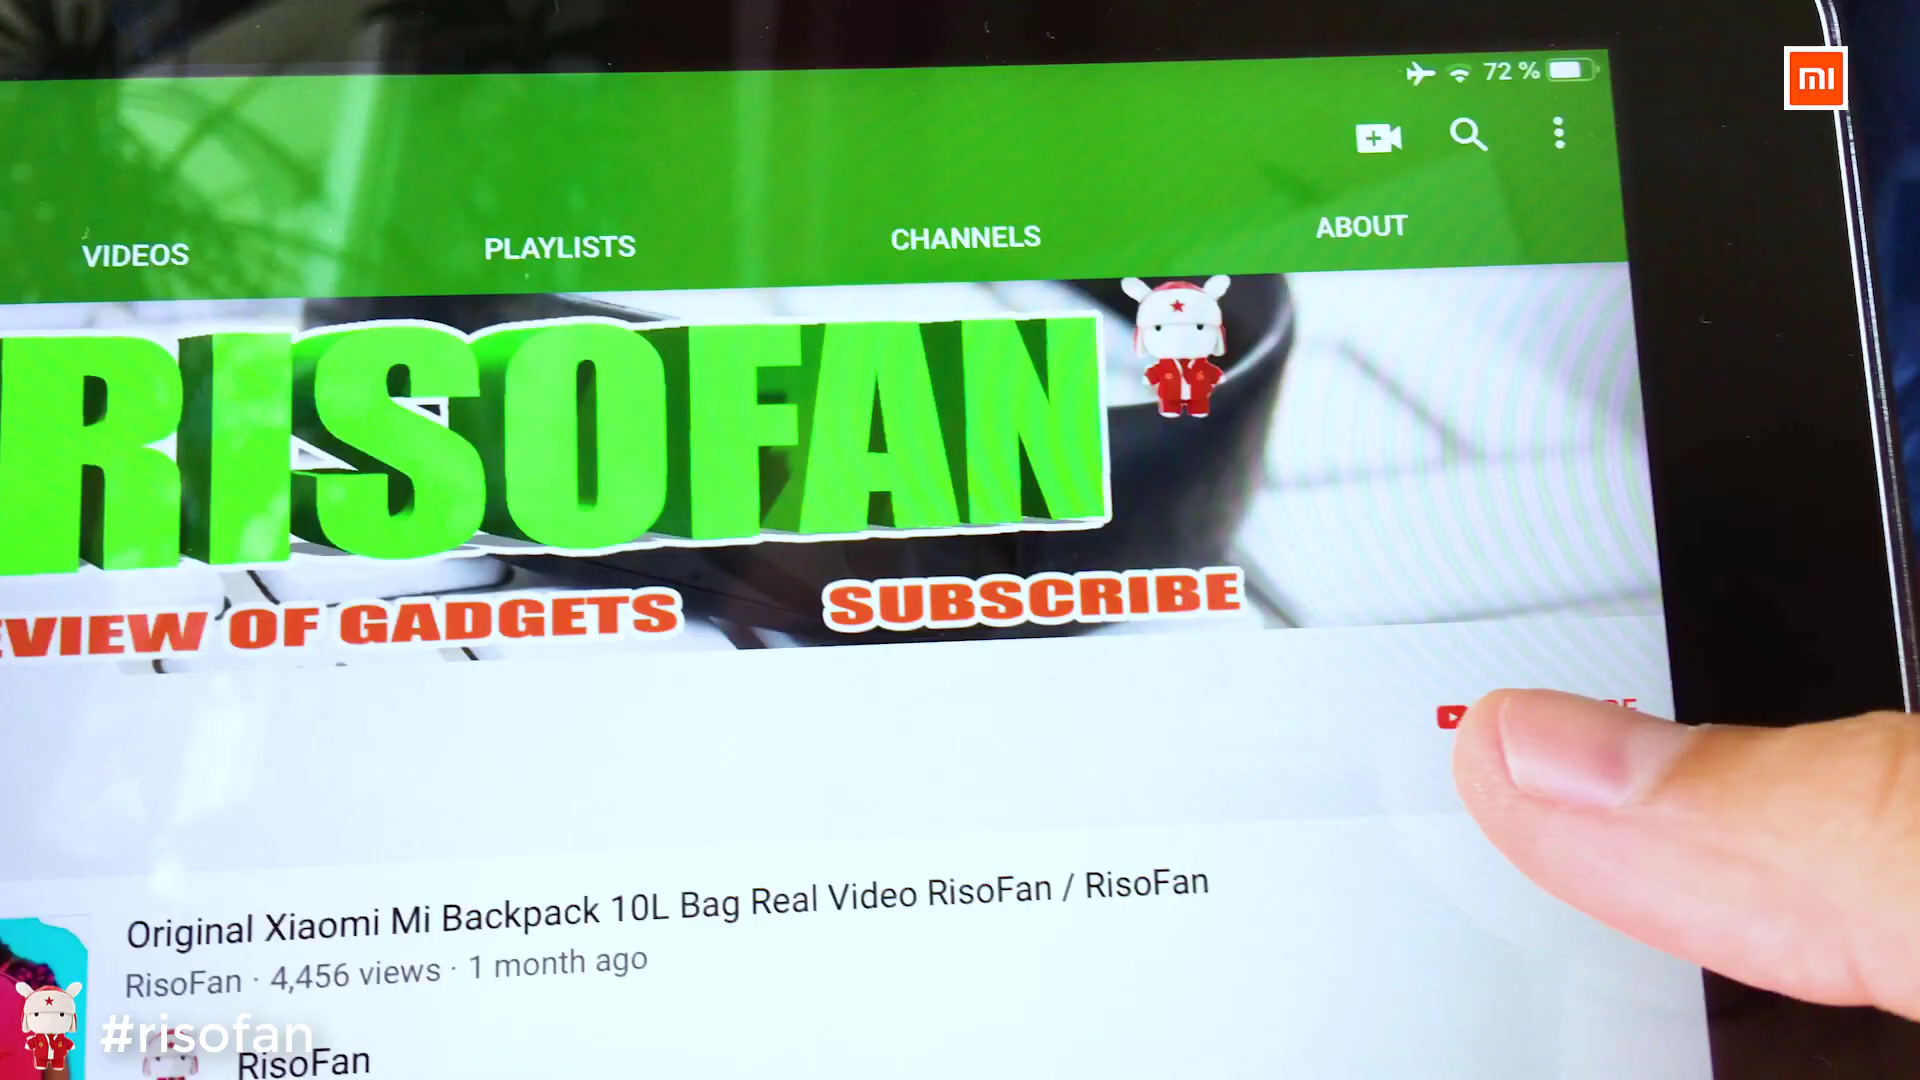 72 %
mi
VIDEOS PLAYLISTS CHANNELS ABOUT
RISOFAN
EVIEW OF GADGETS SUBSCRIBE
Original Xiaomi Mi Backpack 10L Bag Real Video RisoFan / RisoFan
RisoFan · 4,456 views · 1 month ago
#risofan
RisoFan